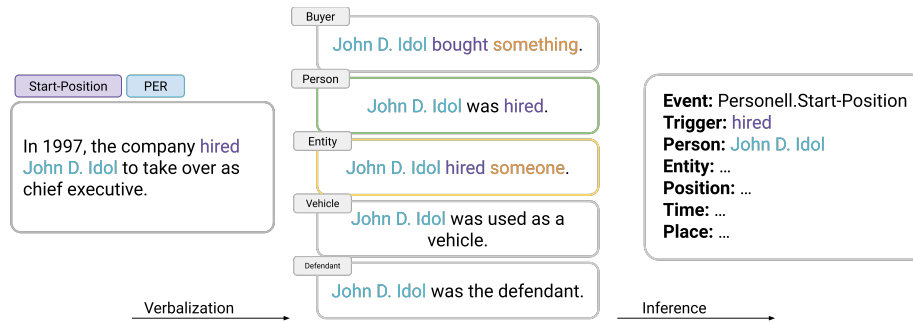 Start-Position
PER
In 1997, the company hired
John D. Idol to take over as
chief executive.
Verbalization
Buyer
John D. Idol bought something.
Person
John D. Idol was hired.
Entity
John D. Idol hired someone.
Vehicle
John D. Idol was used as a
vehicle.
Defendant
John D. Idol was the defendant.
Inference
Event: Personell.Start-Position
Trigger: hired
Person: John D. Idol
Entity: ...
Position: ...
Time: ...
Place: ...